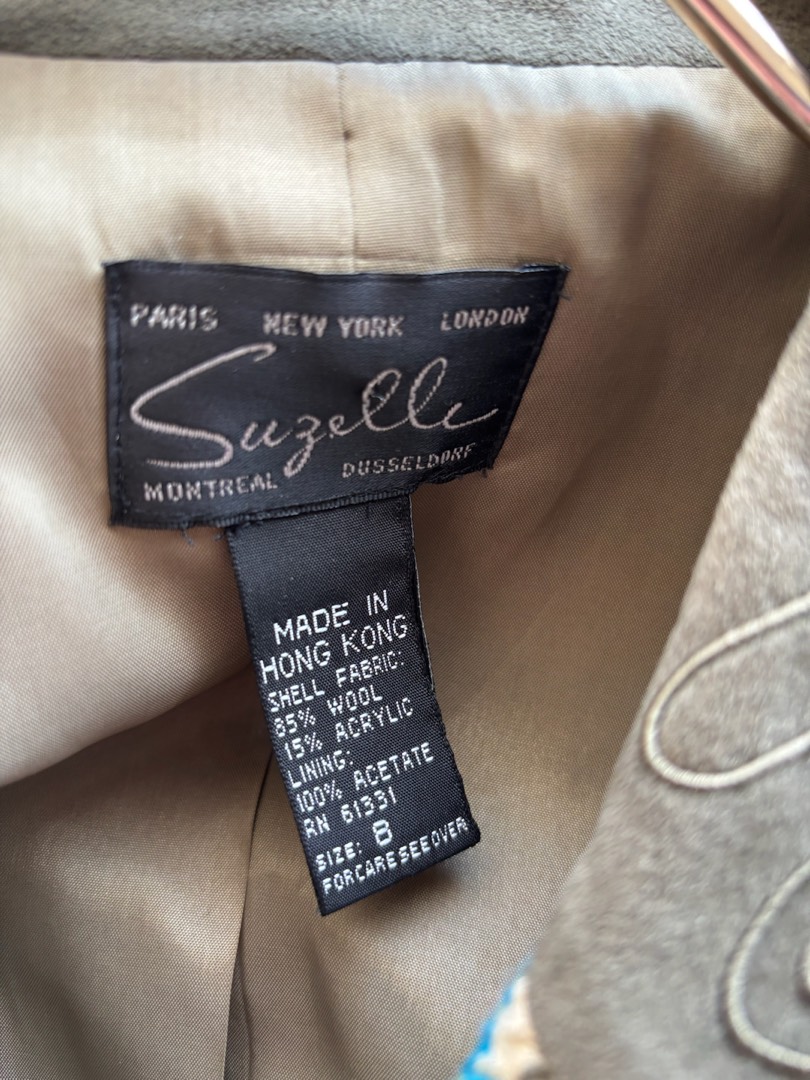 PARIS NEW YORK LONDON
Suzelle
MONTREAL DUSSELDORF
MADE IN
HONG KONG
SHELL FABRIC:
85% WOOL
15% ACRYLIC
LINING:
100% ACETATE
RN 61331
SIZE: 8
FOR CARE SEE OVER